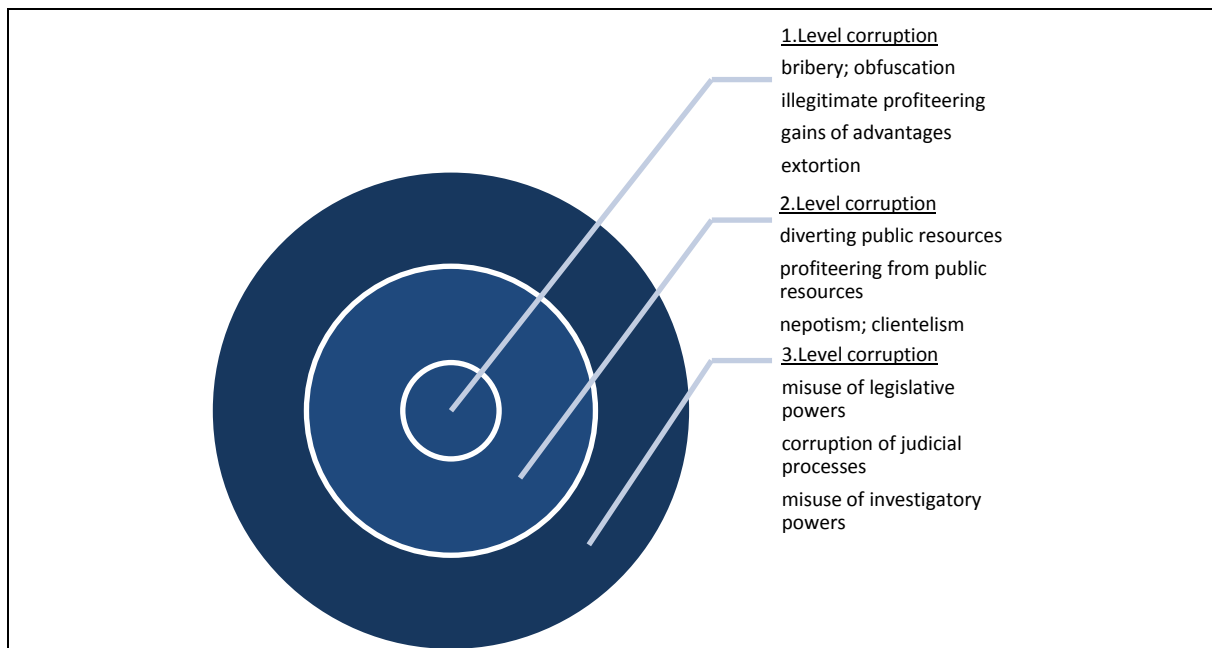 1.Level corruption
bribery; obfuscation
illegitimate profiteering
gains of advantages
extortion
2.Level corruption
diverting public resources
profiteering from public
resources
nepotism; clientelism
3.Level corruption
misuse of legislative
powers
corruption of judicial
processes
misuse of investigatory
powers